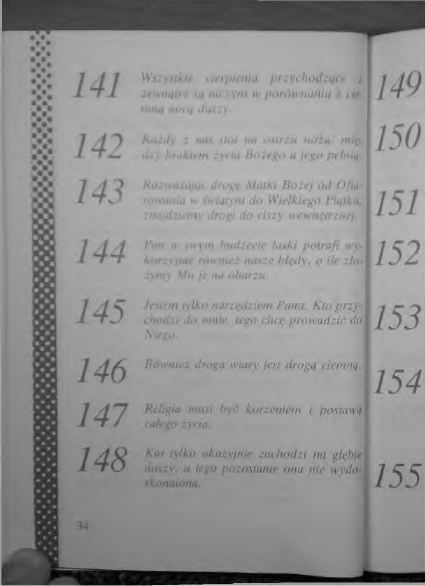 141 Wszystkie cierpienia przychodzące z
zewnątrz są niczym w porównaniu z cie-
mną nocą duszy.
142 Każdy z nas stoi na ostrzu noża: mię-
dzy brakiem życia Bożego a jego pełnią.
143 Rozważając drogę Matki Bożej od Ofia-
rowania w świątyni do Wielkiego Piątku,
znajdziemy drogi do ciszy wewnętrznej.
144 Pan w swym budżecie łaski potrafi wy-
korzystać również nasze błędy, o ile zło-
żymy Mu je na ołtarzu.
145 Jestem tylko narzędziem Pana. Kto przy-
chodzi do mnie, tego chcę prowadzić do
Niego.
146 Również droga wiary jest drogą ciemną.
147 Religia musi być korzeniem i postawą
całego życia.
148 Kto tylko okazyjnie zachodzi na głębię
duszy, u tego pozostanie ona nie wydo-
skonalona.
34
149
150
151
152
153
154
155